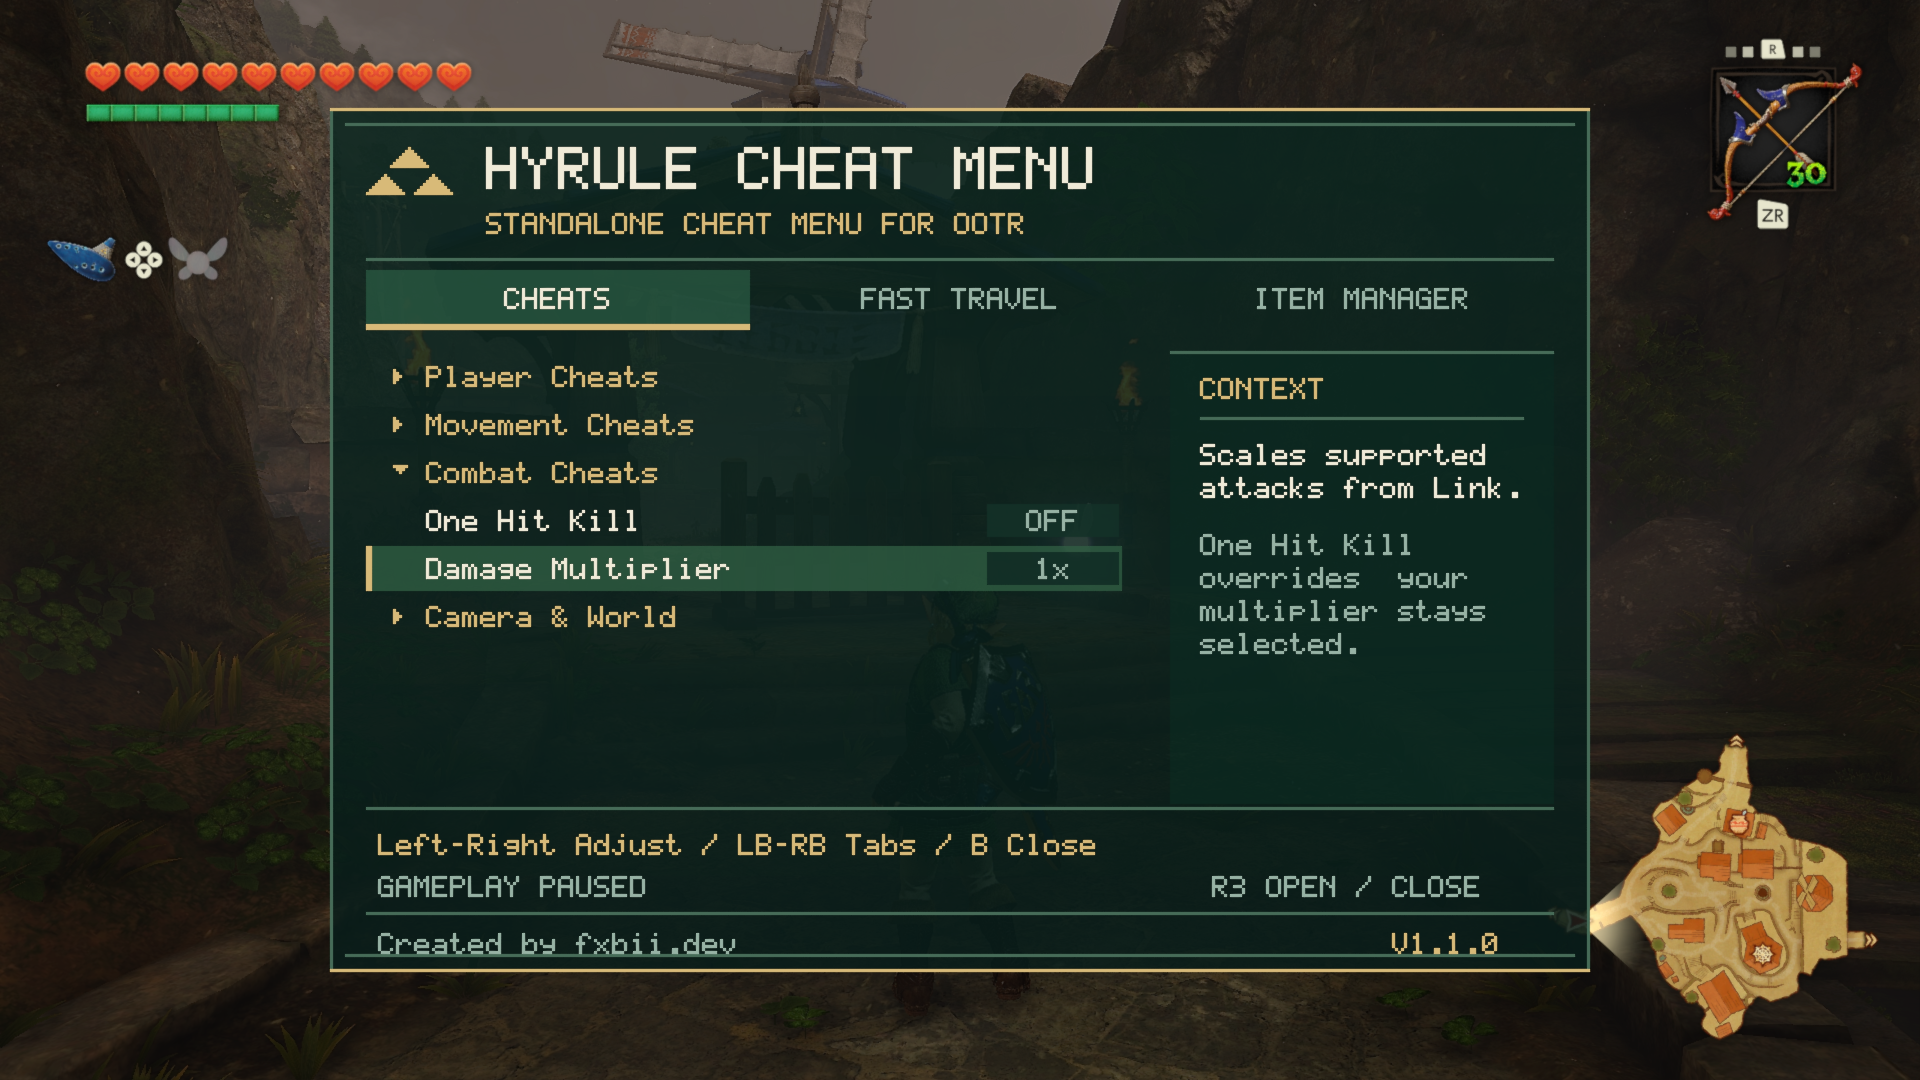 R
30
ZR
HYRULE CHEAT MENU
STANDALONE CHEAT MENU FOR OOTR
CHEATS
FAST TRAVEL
ITEM MANAGER
Player Cheats
Movement Cheats
Combat Cheats
One Hit Kill OFF
Damage Multiplier 1x
Camera & World
CONTEXT
Scales supported
attacks from Link.
One Hit Kill
overrides your
multiplier stays
selected.
Left-Right Adjust / LB-RB Tabs / B Close
GAMEPLAY PAUSED
R3 OPEN / CLOSE
Created by fxbii.dev
V1.1.0